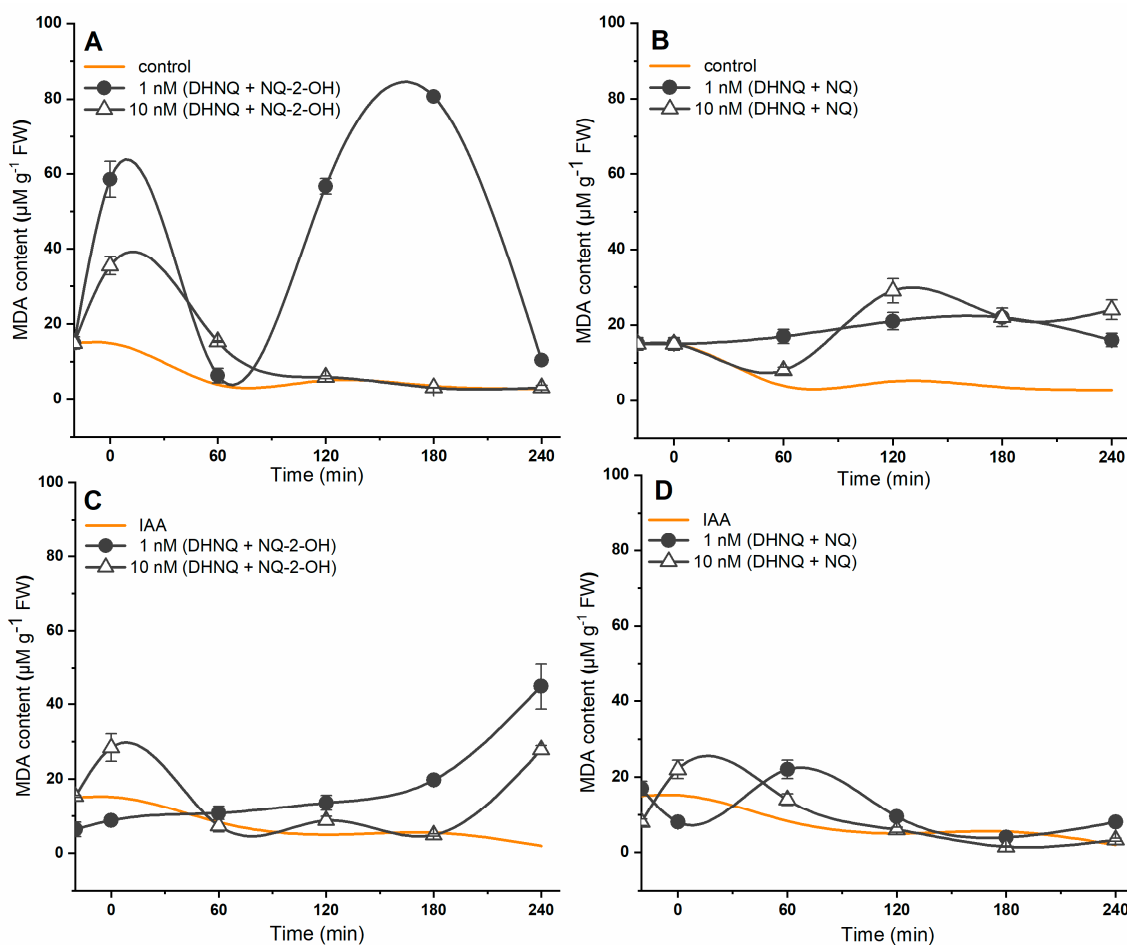 A
control
1 nM (DHNQ + NQ-2-OH)
10 nM (DHNQ + NQ-2-OH)
MDA content (µM g⁻¹ FW)
100
80
60
40
20
0
0 60 120 180 240
Time (min)
B
control
1 nM (DHNQ + NQ)
10 nM (DHNQ + NQ)
MDA content (µM g⁻¹ FW)
100
80
60
40
20
0
0 60 120 180 240
Time (min)
C
IAA
1 nM (DHNQ + NQ-2-OH)
10 nM (DHNQ + NQ-2-OH)
MDA content (µM g⁻¹ FW)
100
80
60
40
20
0
0 60 120 180 240
Time (min)
D
IAA
1 nM (DHNQ + NQ)
10 nM (DHNQ + NQ)
MDA content (µM g⁻¹ FW)
100
80
60
40
20
0
0 60 120 180 240
Time (min)